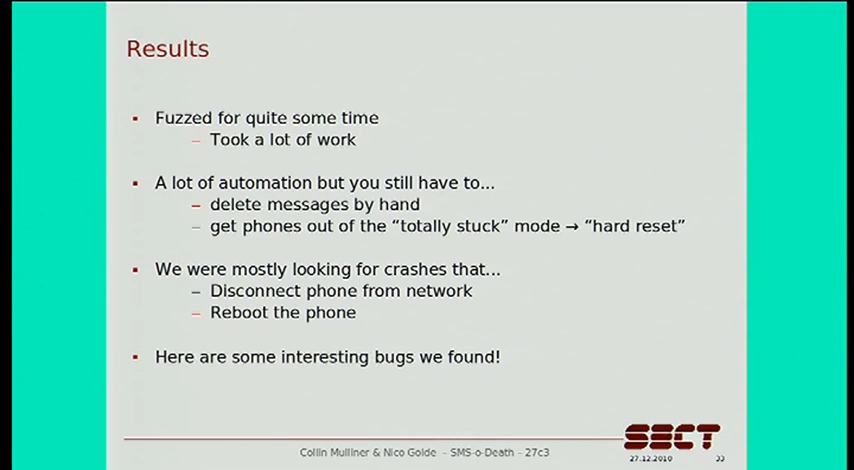 Results
▪ Fuzzed for quite some time
– Took a lot of work
▪ A lot of automation but you still have to...
– delete messages by hand
– get phones out of the “totally stuck” mode → “hard reset”
▪ We were mostly looking for crashes that...
– Disconnect phone from network
– Reboot the phone
▪ Here are some interesting bugs we found!
SECT
Collin Mulliner & Nico Golde – SMS-o-Death – 27c3
27.12.2010